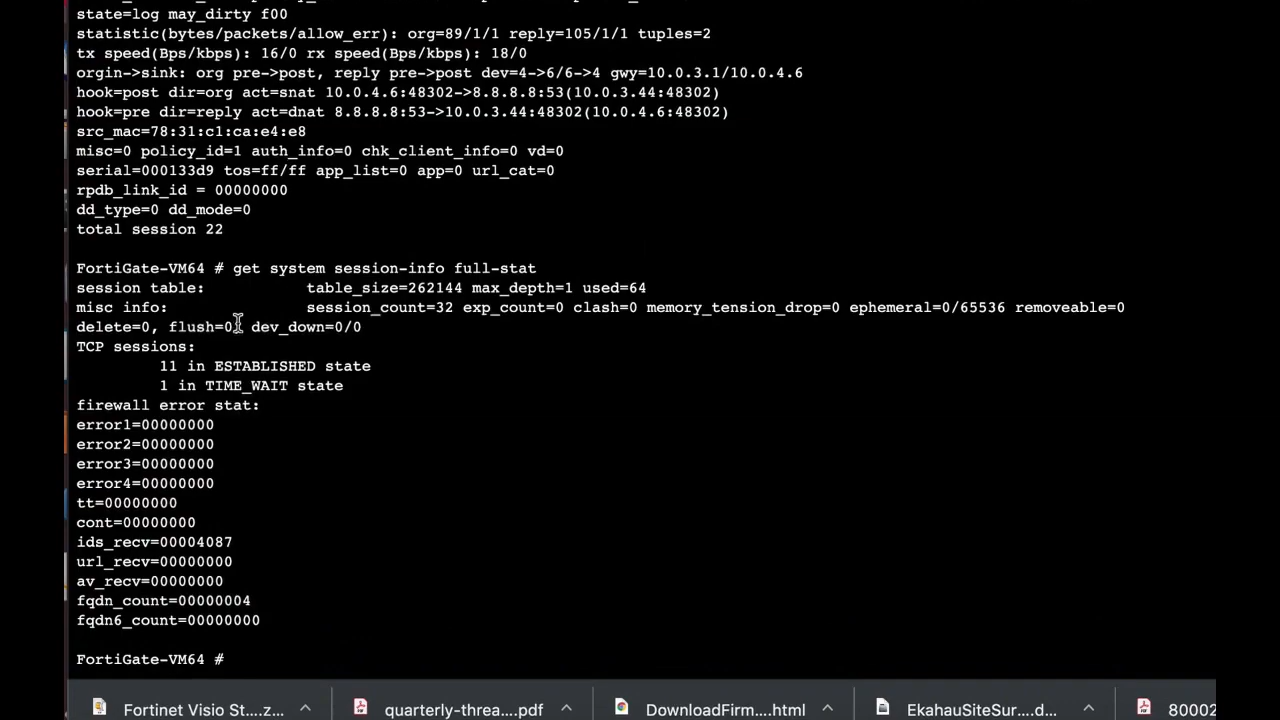 state=log may_dirty f00
statistic(bytes/packets/allow_err): org=89/1/1 reply=105/1/1 tuples=2
tx speed(Bps/kbps): 16/0 rx speed(Bps/kbps): 18/0
orgin->sink: org pre->post, reply pre->post dev=4->6/6->4 gwy=10.0.3.1/10.0.4.6
hook=post dir=org act=snat 10.0.4.6:48302->8.8.8.8:53(10.0.3.44:48302)
hook=pre dir=reply act=dnat 8.8.8.8:53->10.0.3.44:48302(10.0.4.6:48302)
src_mac=78:31:c1:ca:e4:e8
misc=0 policy_id=1 auth_info=0 chk_client_info=0 vd=0
serial=000133d9 tos=ff/ff app_list=0 app=0 url_cat=0
rpdb_link_id = 00000000
dd_type=0 dd_mode=0
total session 22
FortiGate-VM64 # get system session-info full-stat
session table: table_size=262144 max_depth=1 used=64
misc info: session_count=32 exp_count=0 clash=0 memory_tension_drop=0 ephemeral=0/65536 removeable=0
delete=0, flush=0, dev_down=0/0
TCP sessions:
11 in ESTABLISHED state
1 in TIME_WAIT state
firewall error stat:
error1=00000000
error2=00000000
error3=00000000
error4=00000000
tt=00000000
cont=00000000
ids_recv=00004087
url_recv=00000000
av_recv=00000000
fqdn_count=00000004
fqdn6_count=00000000
FortiGate-VM64 #
Fortinet Visio St....z... quarterly-threa....pdf DownloadFirm....html EkahauSiteSur....d... 80002